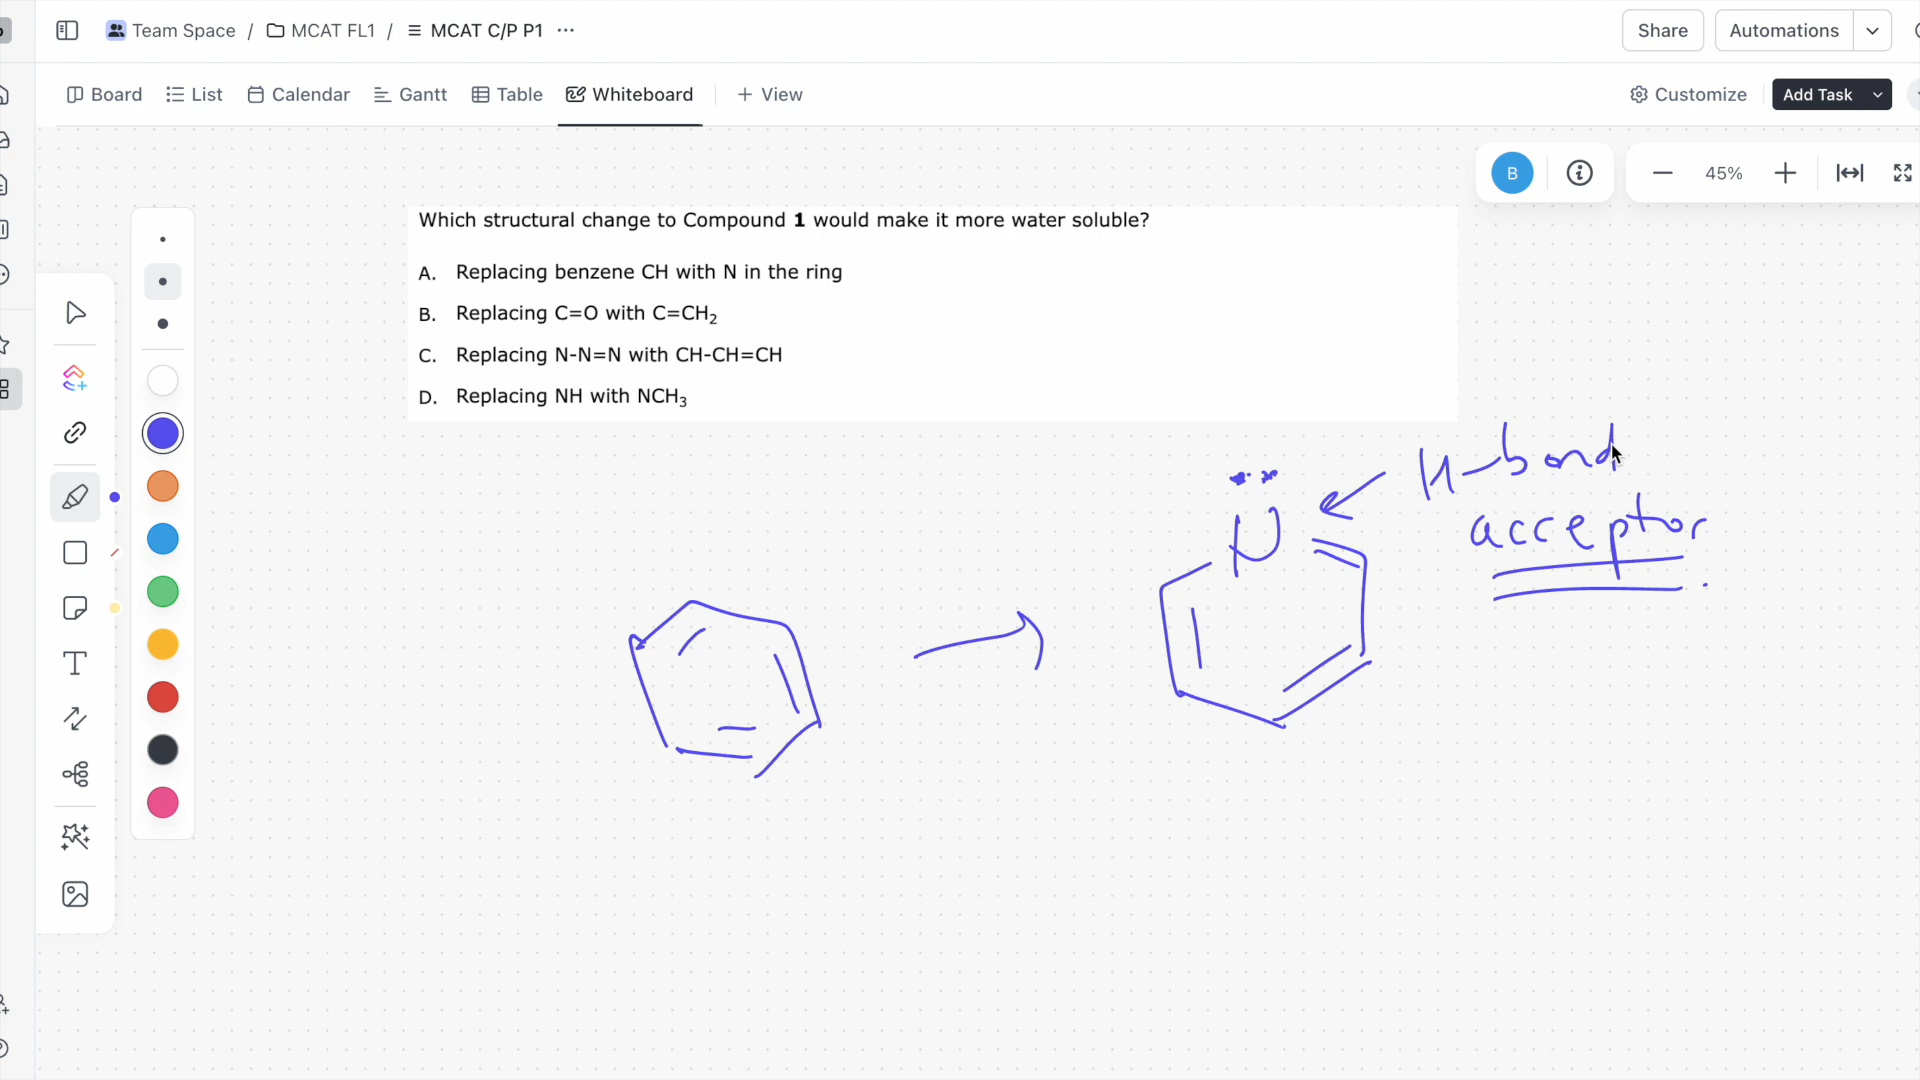 Team Space / MCAT FL1 / MCAT C/P P1 ...
Share
Automations
Board
List
Calendar
Gantt
Table
Whiteboard
+ View
Customize
Add Task
B
45%
Which structural change to Compound 1 would make it more water soluble?
A. Replacing benzene CH with N in the ring
B. Replacing C=O with C=CH₂
C. Replacing N-N=N with CH-CH=CH
D. Replacing NH with NCH₃
T
H-bond
acceptor
N